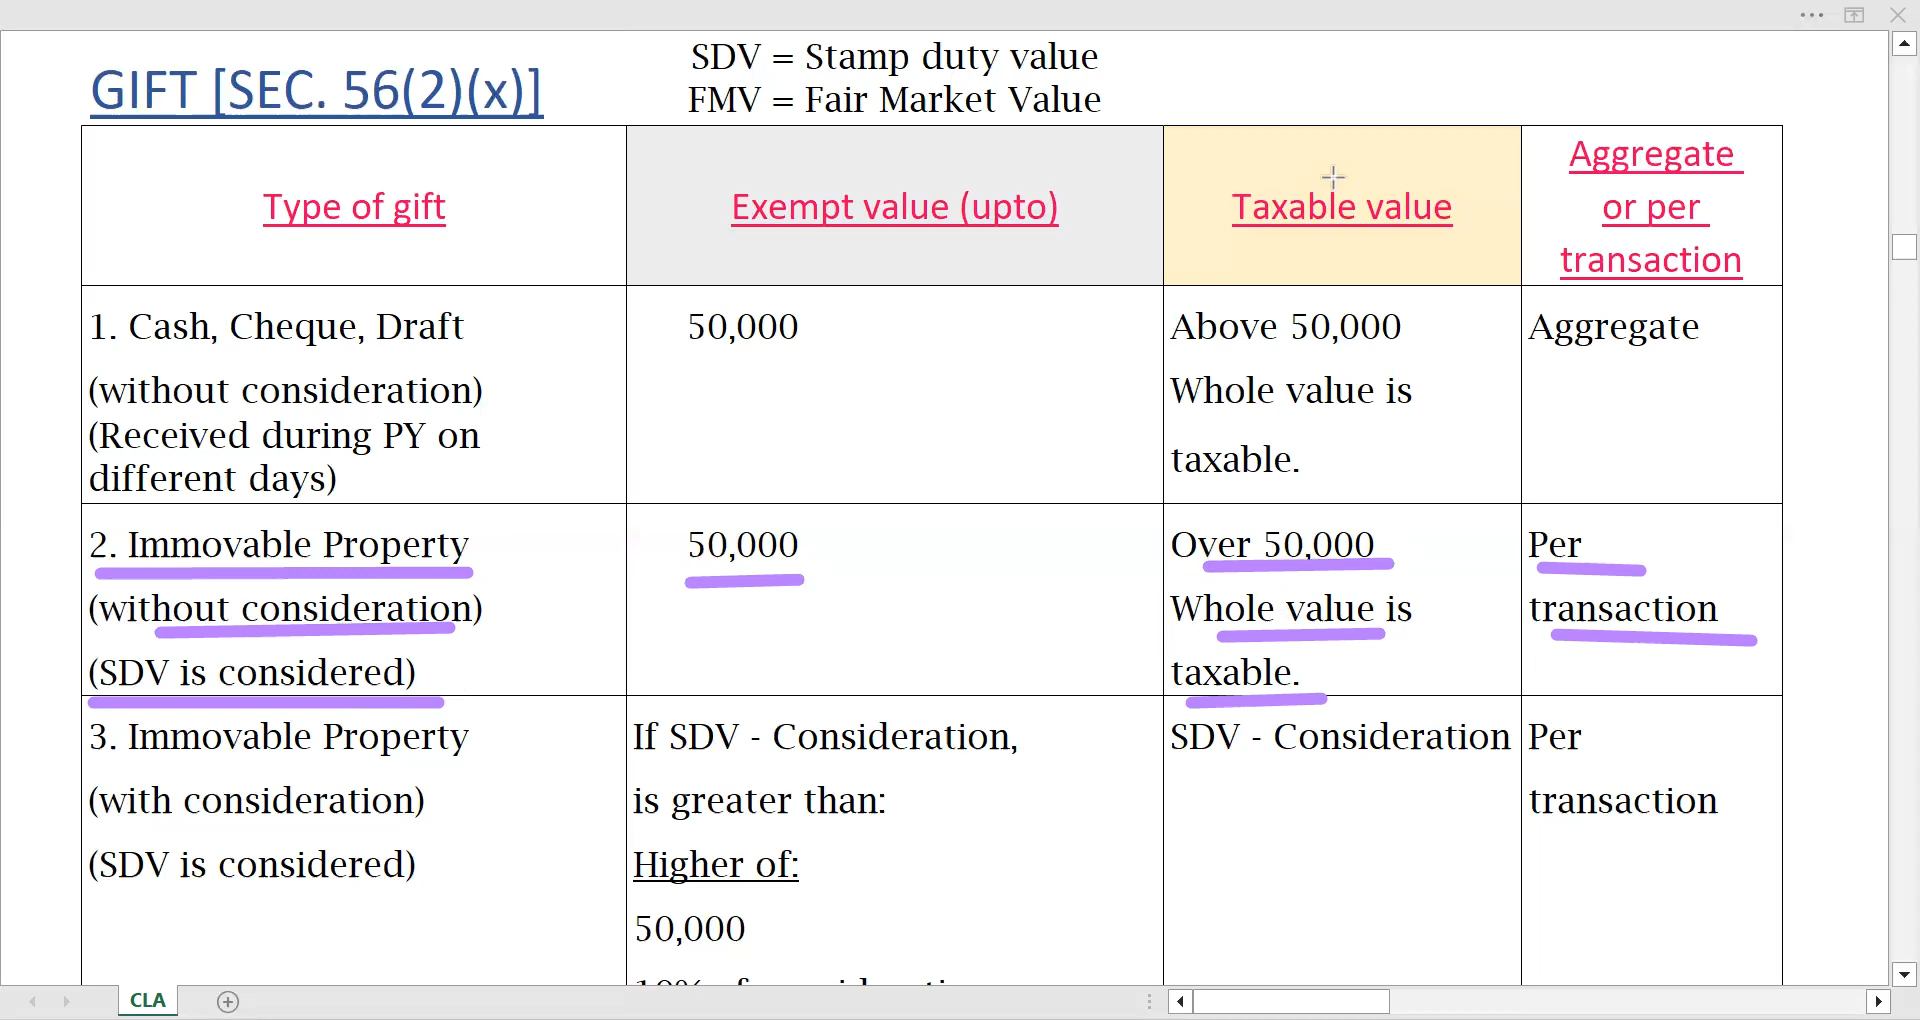 SDV = Stamp duty value
GIFT [SEC. 56(2)(x)]
FMV = Fair Market Value
Type of gift
Exempt value (upto)
Taxable value
Aggregate
or per
transaction
1. Cash, Cheque, Draft
(without consideration)
(Received during PY on
different days)
50,000
Above 50,000
Whole value is
taxable.
Aggregate
2. Immovable Property
(without consideration)
(SDV is considered)
50,000
Over 50,000
Whole value is
taxable.
Per
transaction
3. Immovable Property
(with consideration)
(SDV is considered)
If SDV - Consideration,
is greater than:
Higher of:
50,000
SDV - Consideration
Per
transaction
CLA